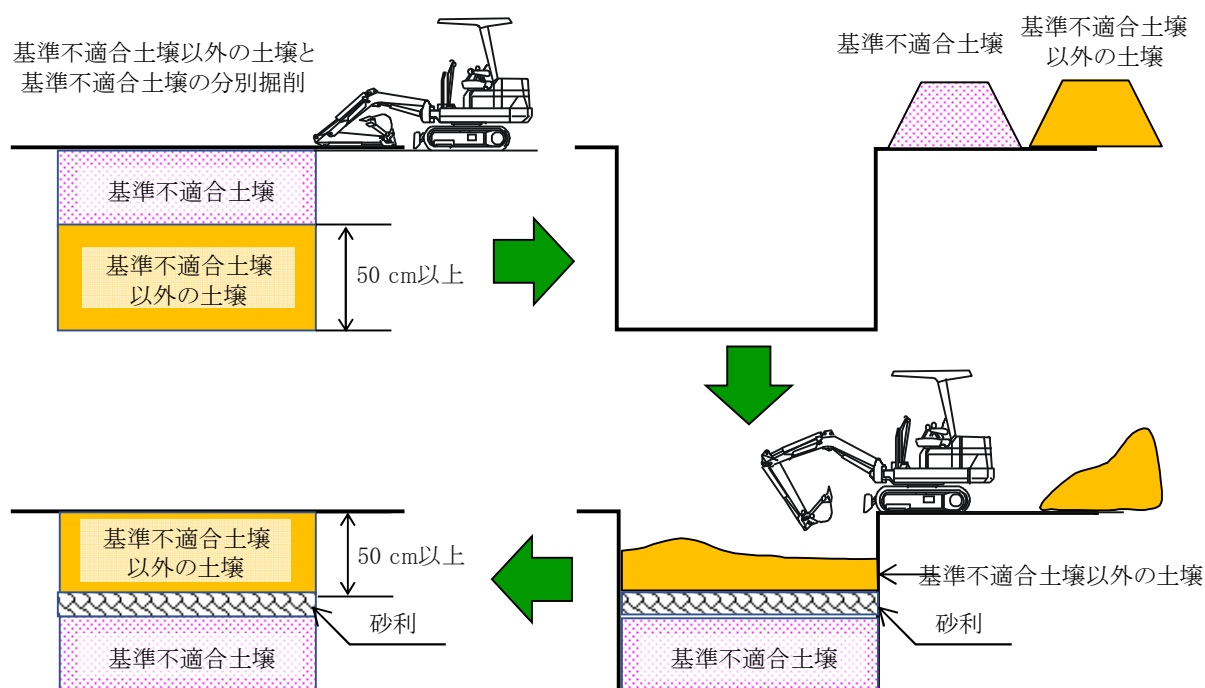 基準不適合土壌以外の土壌と
基準不適合土壌の分別掘削
基準不適合土壌
基準不適合土壌
以外の土壌
50 cm以上
基準不適合土壌
基準不適合土壌
以外の土壌
基準不適合土壌以外の土壌
砂利
基準不適合土壌
基準不適合土壌
以外の土壌
50 cm以上
砂利
基準不適合土壌